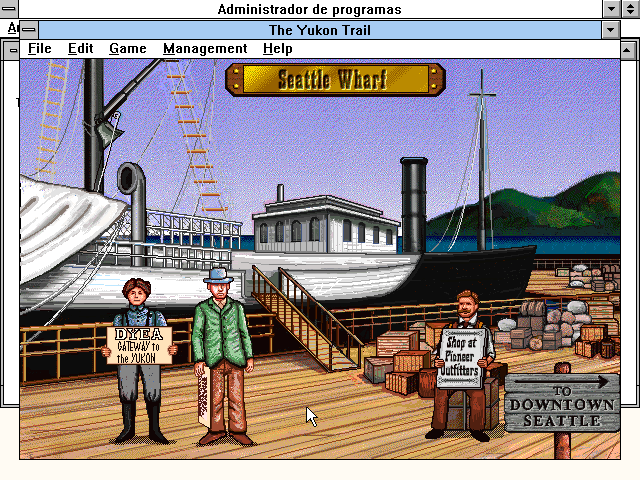 Administrador de programas
The Yukon Trail
File Edit Game Management Help
Seattle Wharf
DYEA
GATEWAY to
the YUKON
Shop at
Pioneer
Outfitters
TO
DOWNTOWN
SEATTLE